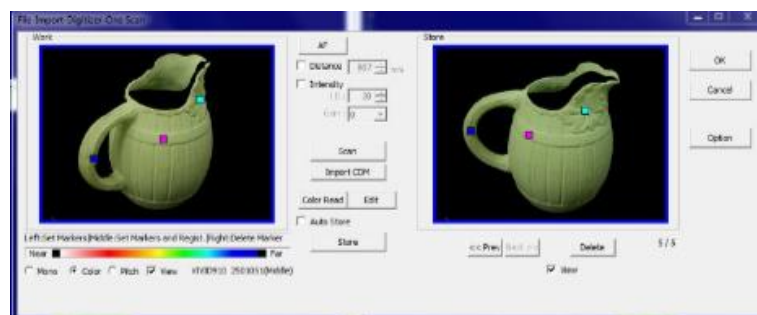 File Import-Digitizer-One Scan
Work
Store
AF
OK
Distance
mm
Intensity
Cancel
Option
Scan
Import CDM
Color Read Edit
Auto Store
Left:Set Markers|Middle:Set Markers and Regist.|Right:Delete Marker
Store
<< Prev Next >> Delete 5 / 5
Near Far
Mono Color Pitch View
View